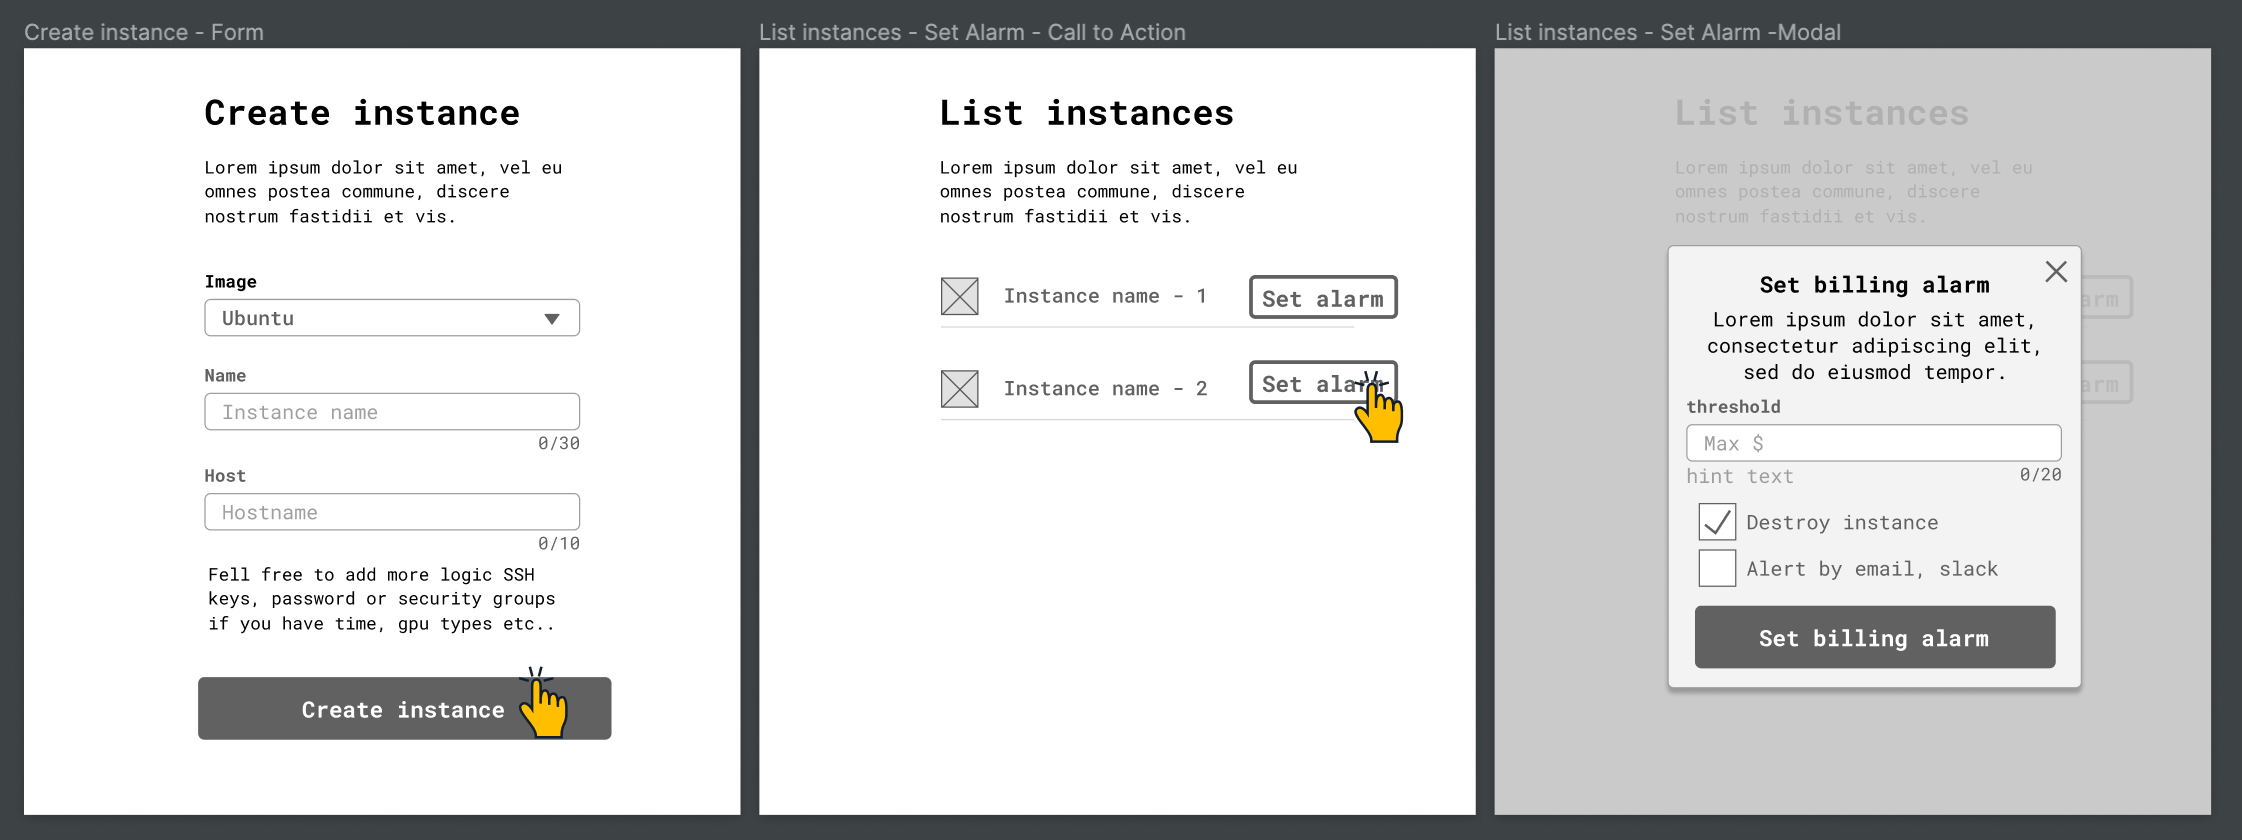 Create instance - Form
Create instance
Lorem ipsum dolor sit amet, vel eu
omnes postea commune, discere
nostrum fastidii et vis.
Image
Ubuntu
Name
Instance name
0/30
Host
Hostname
0/10
Fell free to add more logic SSH
keys, password or security groups
if you have time, gpu types etc..
Create instance
List instances - Set Alarm - Call to Action
List instances
Lorem ipsum dolor sit amet, vel eu
omnes postea commune, discere
nostrum fastidii et vis.
Instance name - 1
Set alarm
Instance name - 2
Set alarm
List instances - Set Alarm -Modal
List instances
Lorem ipsum dolor sit amet, vel eu
omnes postea commune, discere
nostrum fastidii et vis.
arm
arm
Set billing alarm
Lorem ipsum dolor sit amet,
consectetur adipiscing elit,
sed do eiusmod tempor.
threshold
Max $
hint text
0/20
Destroy instance
Alert by email, slack
Set billing alarm